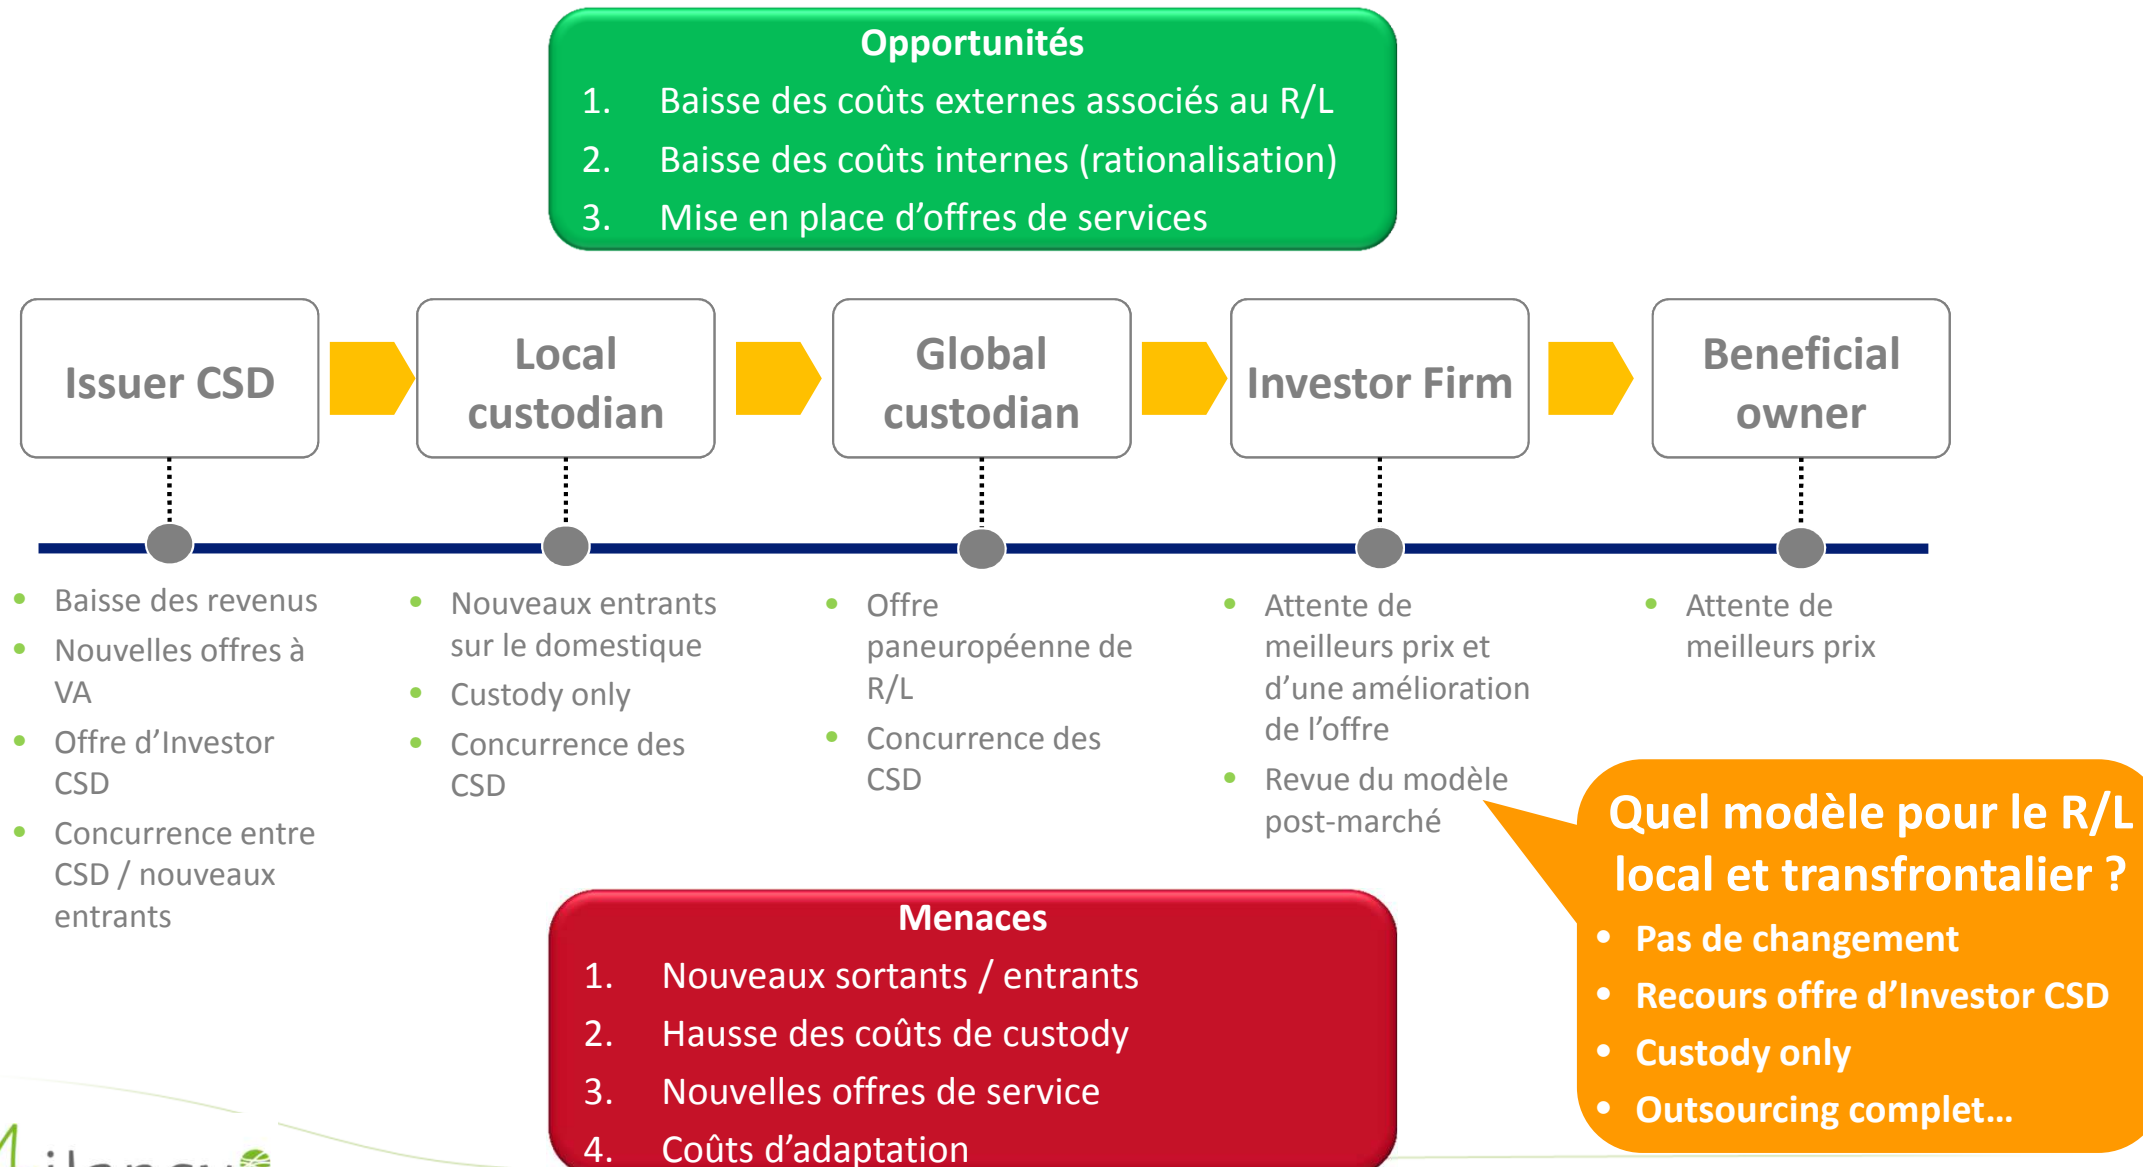 Opportunités
1. Baisse des coûts externes associés au R/L
2. Baisse des coûts internes (rationalisation)
3. Mise en place d’offres de services
Issuer CSD
Local
custodian
Global
custodian
Investor Firm
Beneficial
owner
• Baisse des revenus
• Nouvelles offres à
VA
• Offre d’Investor
CSD
• Concurrence entre
CSD / nouveaux
entrants
• Nouveaux entrants
sur le domestique
• Custody only
• Concurrence des
CSD
• Offre
paneuropéenne de
R/L
• Concurrence des
CSD
• Attente de
meilleurs prix et
d’une amélioration
de l’offre
• Revue du modèle
post-marché
• Attente de
meilleurs prix
Quel modèle pour le R/L
local et transfrontalier ?
• Pas de changement
• Recours offre d’Investor CSD
• Custody only
• Outsourcing complet…
Menaces
1. Nouveaux sortants / entrants
2. Hausse des coûts de custody
3. Nouvelles offres de service
4. Coûts d’adaptation